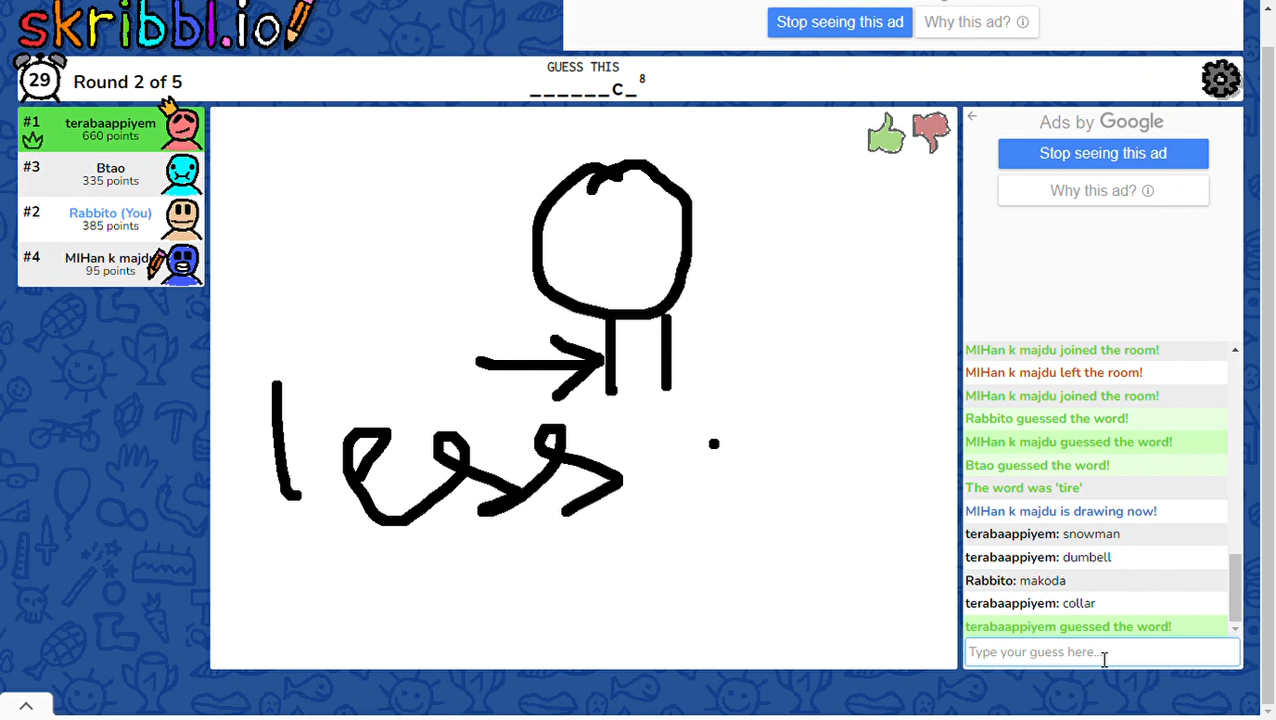 skribbl.io
Stop seeing this ad
Why this ad?
29
Round 2 of 5
GUESS THIS
______c_ 8
#1
terabaappiyem
660 points
#3
Btao
335 points
#2
Rabbito (You)
385 points
#4
MIHan k majdu
95 points
less
Ads by Google
Stop seeing this ad
Why this ad?
MIHan k majdu joined the room!
MIHan k majdu left the room!
MIHan k majdu joined the room!
Rabbito guessed the word!
MIHan k majdu guessed the word!
Btao guessed the word!
The word was 'tire'
MIHan k majdu is drawing now!
terabaappiyem: snowman
terabaappiyem: dumbell
Rabbito: makoda
terabaappiyem: collar
terabaappiyem guessed the word!
Type your guess here...